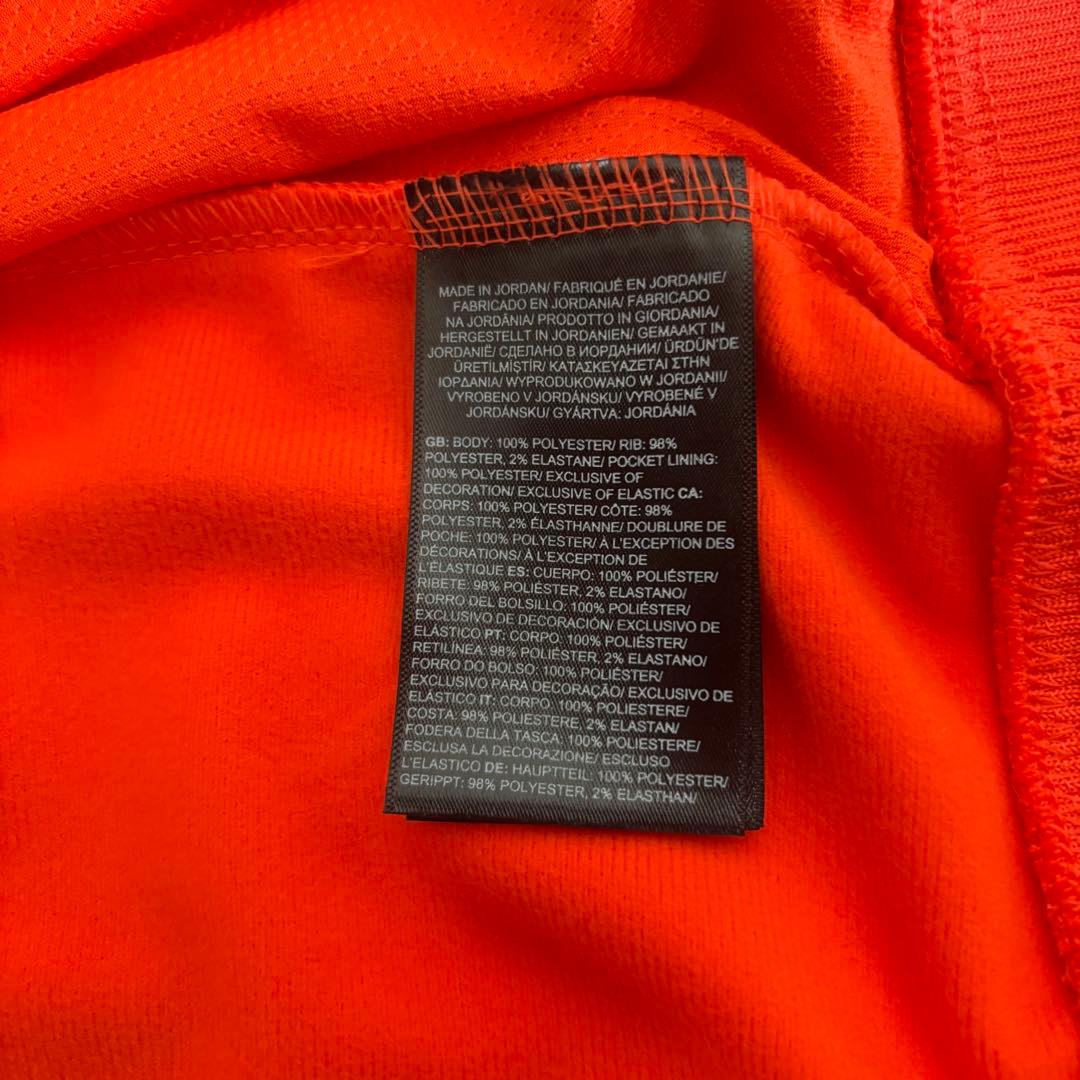 MADE IN JORDAN/ FABRIQUÉ EN JORDANIE/
FABRICADO EN JORDANIA/ FABRICADO
NA JORDÂNIA/ PRODOTTO IN GIORDANIA/
HERGESTELLT IN JORDANIEN/ GEMAAKT IN
JORDANIË/ СДЕЛАНО В ИОРДАНИИ/ ÜRDÜN'DE
ÜRETILMIŞTIR/ ΚΑΤΑΣΚΕΥΑΖΕΤΑΙ ΣΤΗΝ
ΙΟΡΔΑΝΙΑ/ WYPRODUKOWANO W JORDANII/
VYROBENO V JORDÁNSKU/ VYROBENÉ V
JORDÁNSKU/ GYÁRTVA: JORDÁNIA
GB: BODY: 100% POLYESTER/ RIB: 98%
POLYESTER, 2% ELASTANE/ POCKET LINING:
100% POLYESTER/ EXCLUSIVE OF
DECORATION/ EXCLUSIVE OF ELASTIC CA:
CORPS: 100% POLYESTER/ CÔTE: 98%
POLYESTER, 2% ÉLASTHANNE/ DOUBLURE DE
POCHE: 100% POLYESTER/ À L'EXCEPTION DES
DÉCORATIONS/ À L'EXCEPTION DE
L'ÉLASTIQUE ES: CUERPO: 100% POLIÉSTER/
RIBETE: 98% POLIÉSTER, 2% ELASTANO/
FORRO DEL BOLSILLO: 100% POLIÉSTER/
EXCLUSIVO DE DECORACIÓN/ EXCLUSIVO DE
ELÁSTICO PT: CORPO: 100% POLIÉSTER/
RETILÍNEA: 98% POLIÉSTER, 2% ELASTANO/
FORRO DO BOLSO: 100% POLIÉSTER/
EXCLUSIVO PARA DECORAÇÃO/ EXCLUSIVO DE
ELÁSTICO IT: CORPO: 100% POLIESTERE/
COSTA: 98% POLIESTERE, 2% ELASTAN/
FODERA DELLA TASCA: 100% POLIESTERE/
ESCLUSA LA DECORAZIONE/ ESCLUSO
L'ELASTICO DE: HAUPTTEIL: 100% POLYESTER/
GERIPPT: 98% POLYESTER, 2% ELASTHAN/